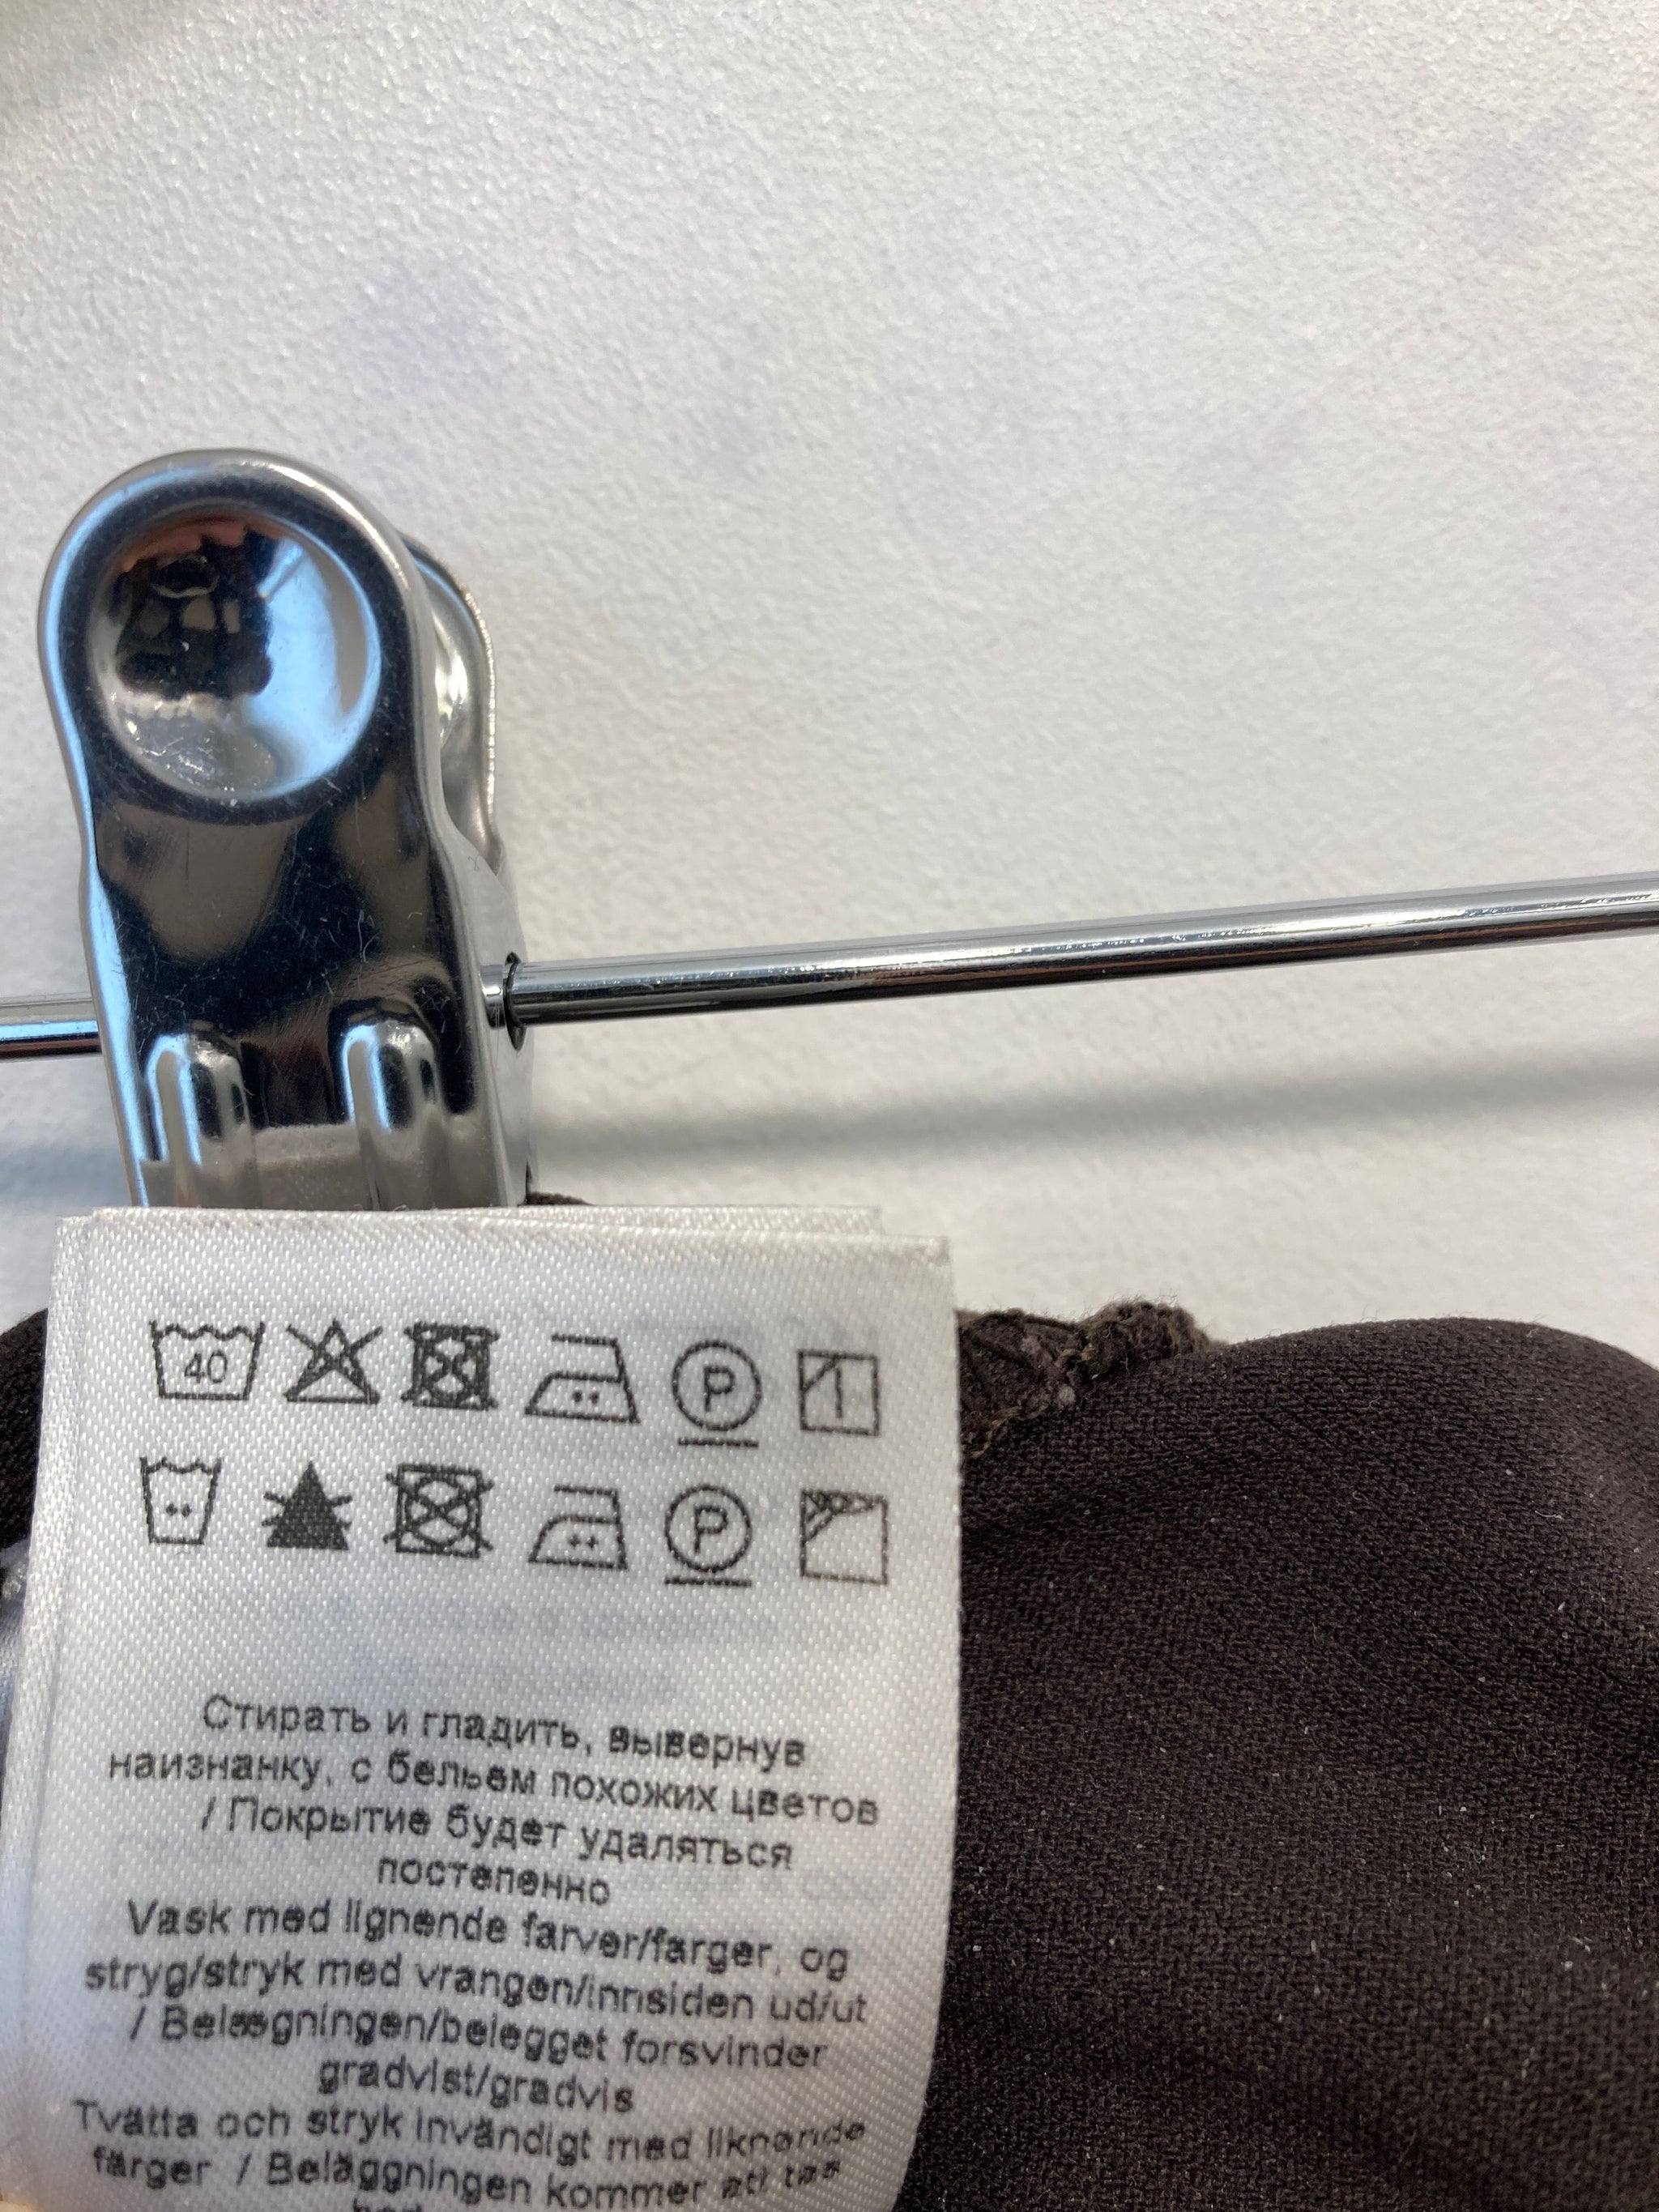 40
P
P
Стирать и гладить, вывернув
наизнанку, с бельем похожих цветов
/ Покрытие будет удаляться
постепенно
Vask med lignende farver/farger, og
stryg/stryk med vrangen/innsiden ud/ut
/ Belægningen/belegget forsvinder
gradvist/gradvis
Tvätta och stryk invändigt med liknande
färger / Beläggningen kommer att tas